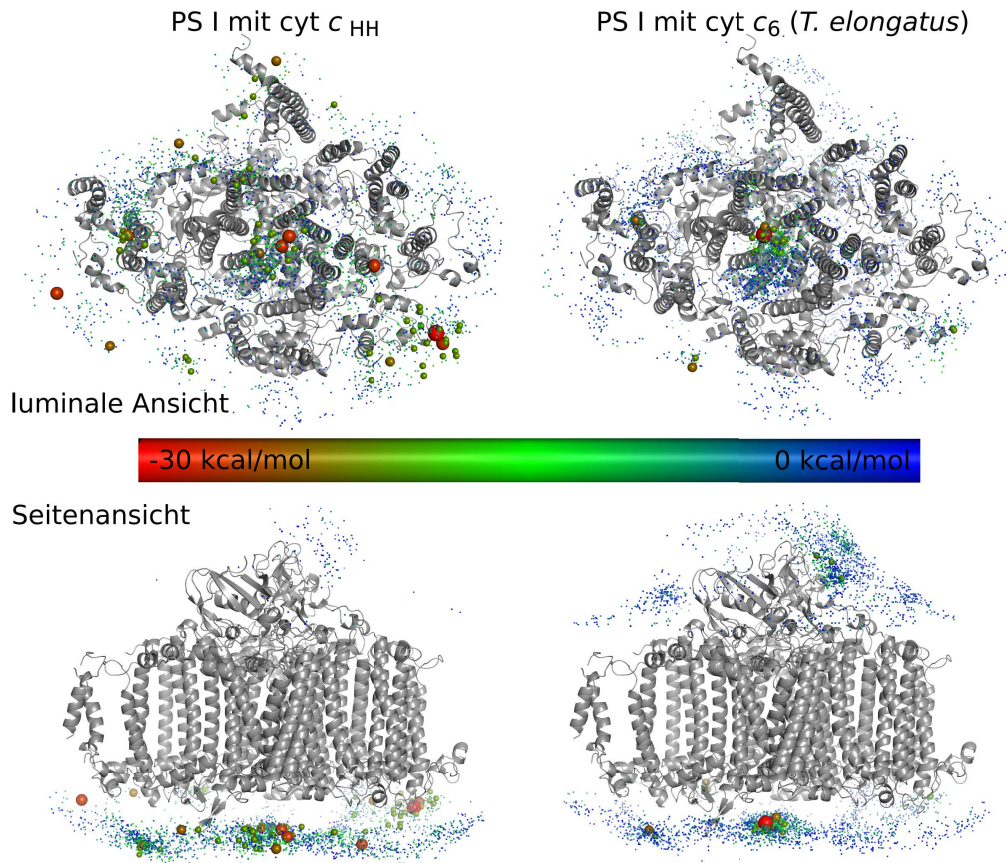 PS I mit cyt c HH
PS I mit cyt c6. (T. elongatus)
luminale Ansicht.
-30 kcal/mol 0 kcal/mol
Seitenansicht